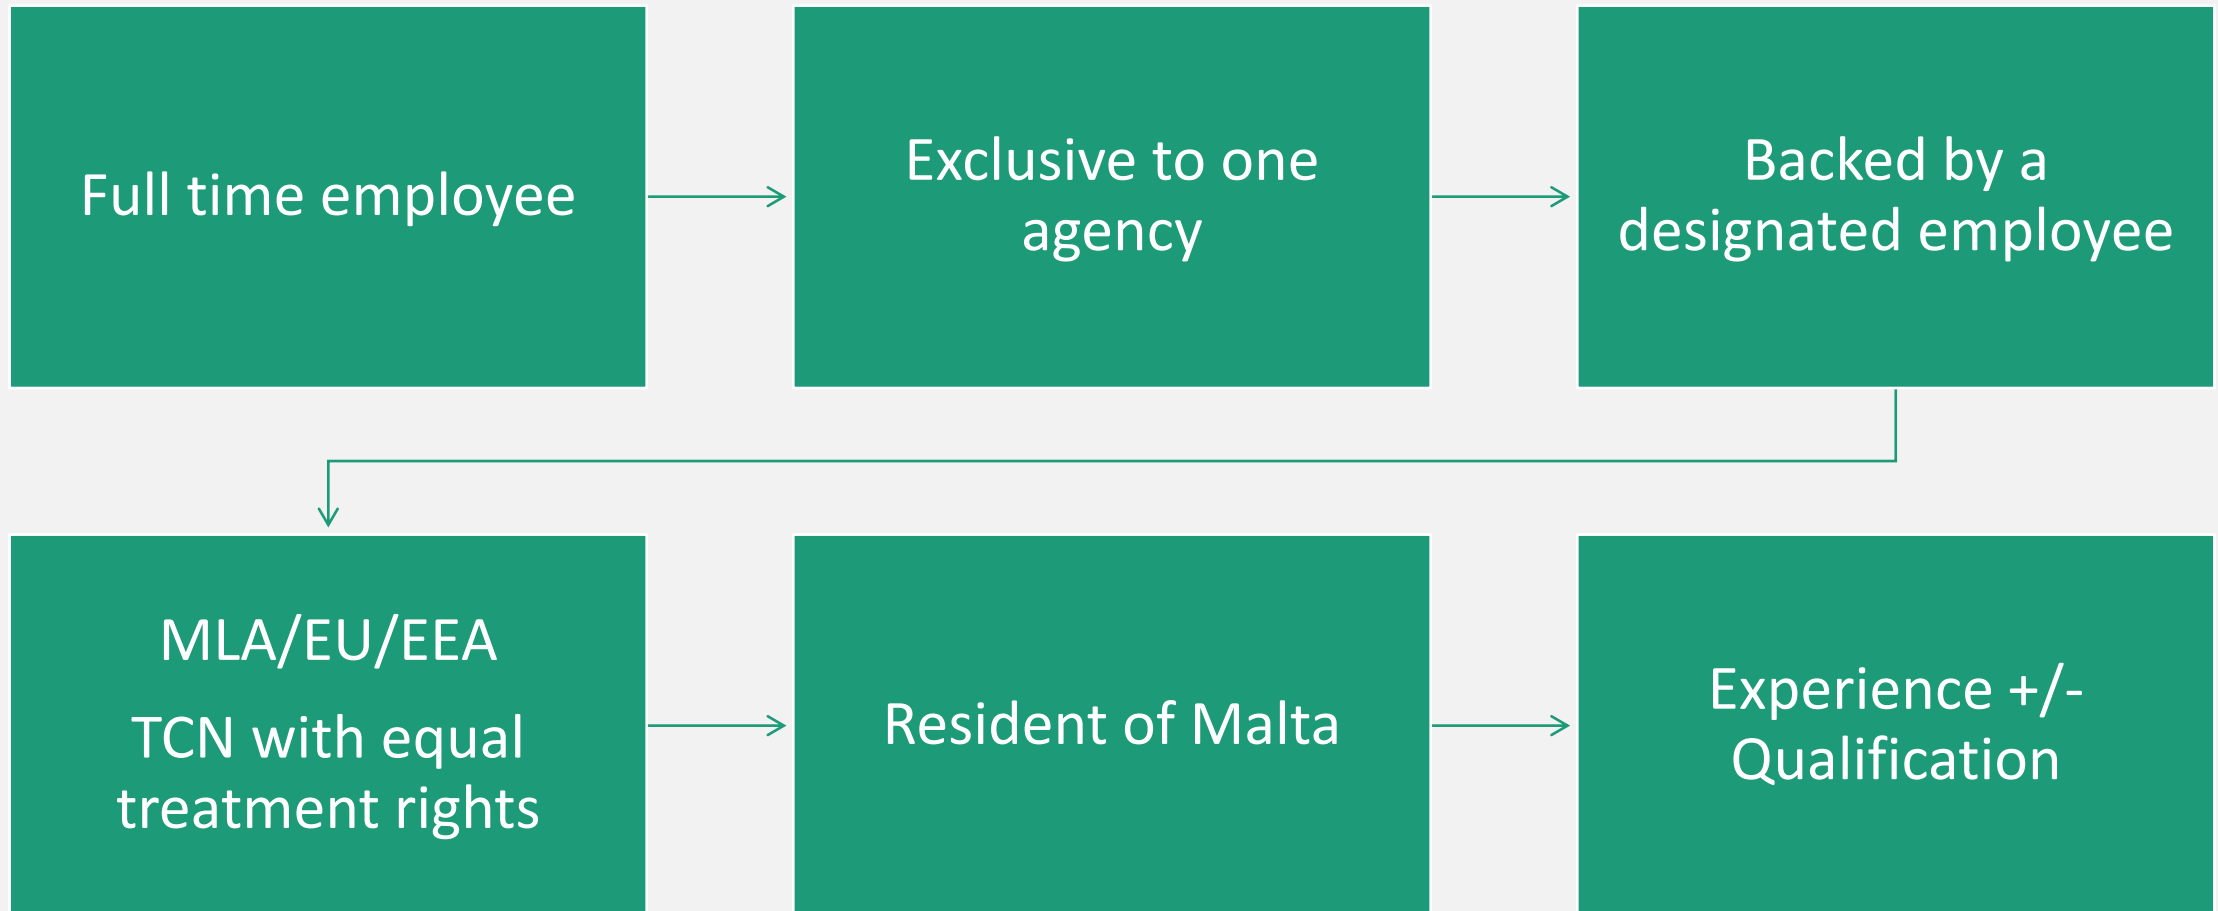 Full time employee
Exclusive to one
agency
Backed by a
designated employee
MLA/EU/EEA
TCN with equal
treatment rights
Resident of Malta
Experience +/-
Qualification